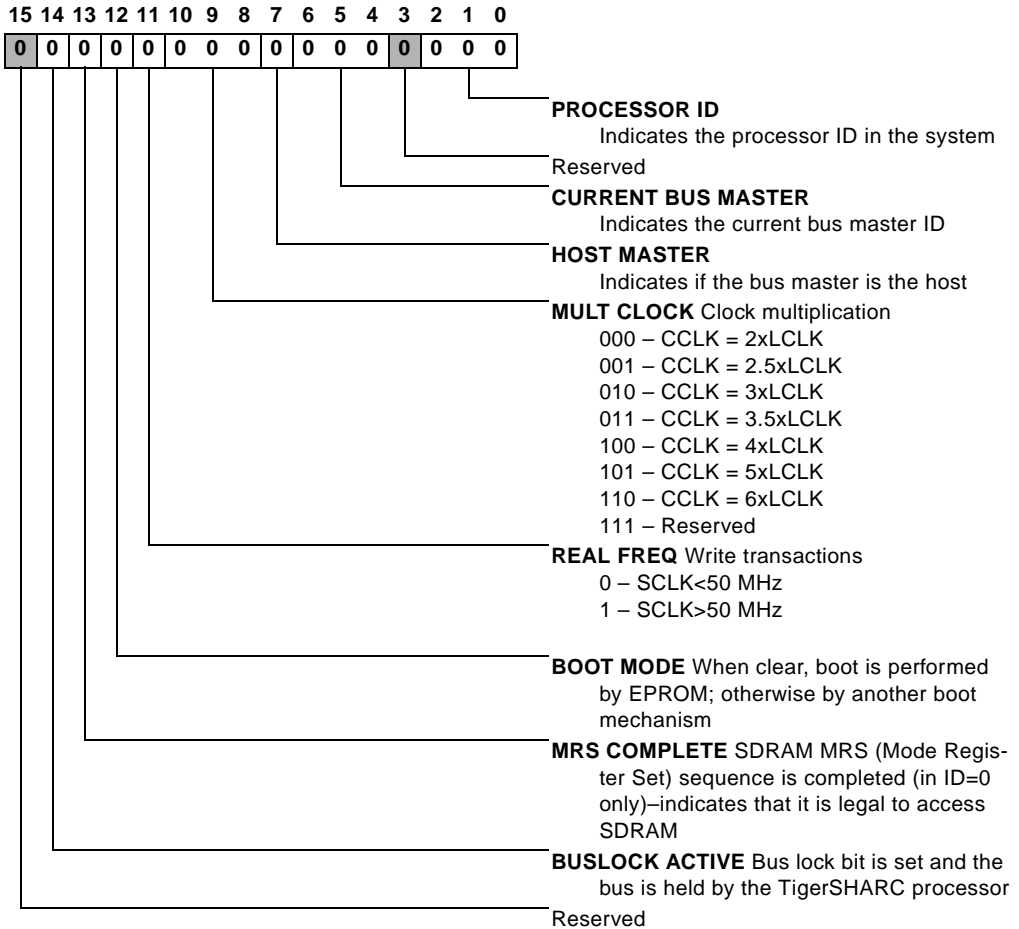 15 14 13 12 11 10 9 8 7 6 5 4 3 2 1 0
0 0 0 0 0 0 0 0 0 0 0 0 0 0 0 0
PROCESSOR ID
Indicates the processor ID in the system
Reserved
CURRENT BUS MASTER
Indicates the current bus master ID
HOST MASTER
Indicates if the bus master is the host
MULT CLOCK Clock multiplication
000 – CCLK = 2xLCLK
001 – CCLK = 2.5xLCLK
010 – CCLK = 3xLCLK
011 – CCLK = 3.5xLCLK
100 – CCLK = 4xLCLK
101 – CCLK = 5xLCLK
110 – CCLK = 6xLCLK
111 – Reserved
REAL FREQ Write transactions
0 – SCLK<50 MHz
1 – SCLK>50 MHz
BOOT MODE When clear, boot is performed
by EPROM; otherwise by another boot
mechanism
MRS COMPLETE SDRAM MRS (Mode Regis-
ter Set) sequence is completed (in ID=0
only)–indicates that it is legal to access
SDRAM
BUSLOCK ACTIVE Bus lock bit is set and the
bus is held by the TigerSHARC processor
Reserved